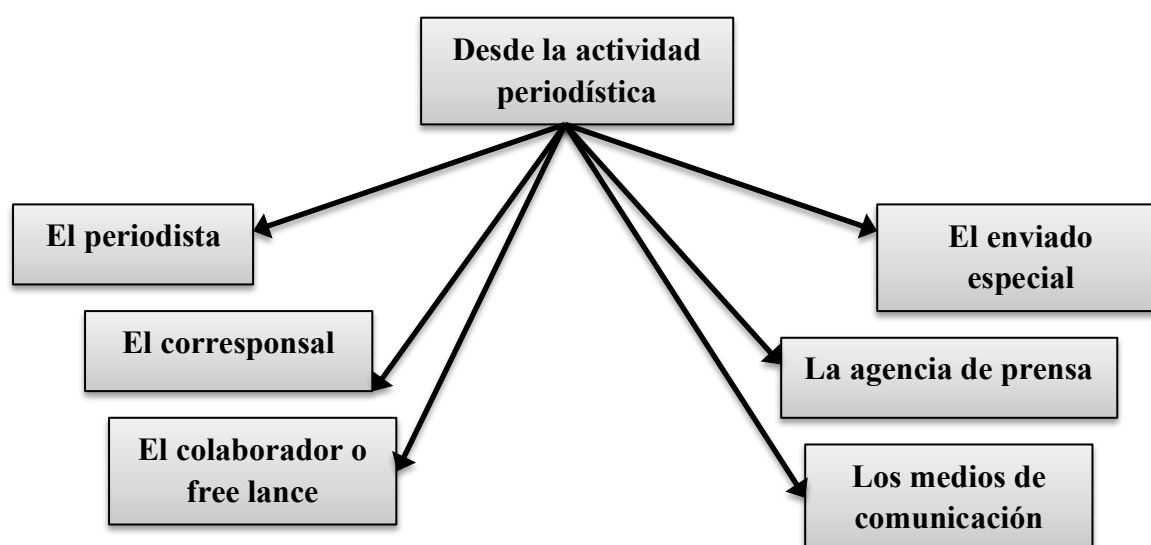 Desde la actividad
periodística
El periodista
El corresponsal
El colaborador o
free lance
El enviado
especial
La agencia de prensa
Los medios de
comunicación